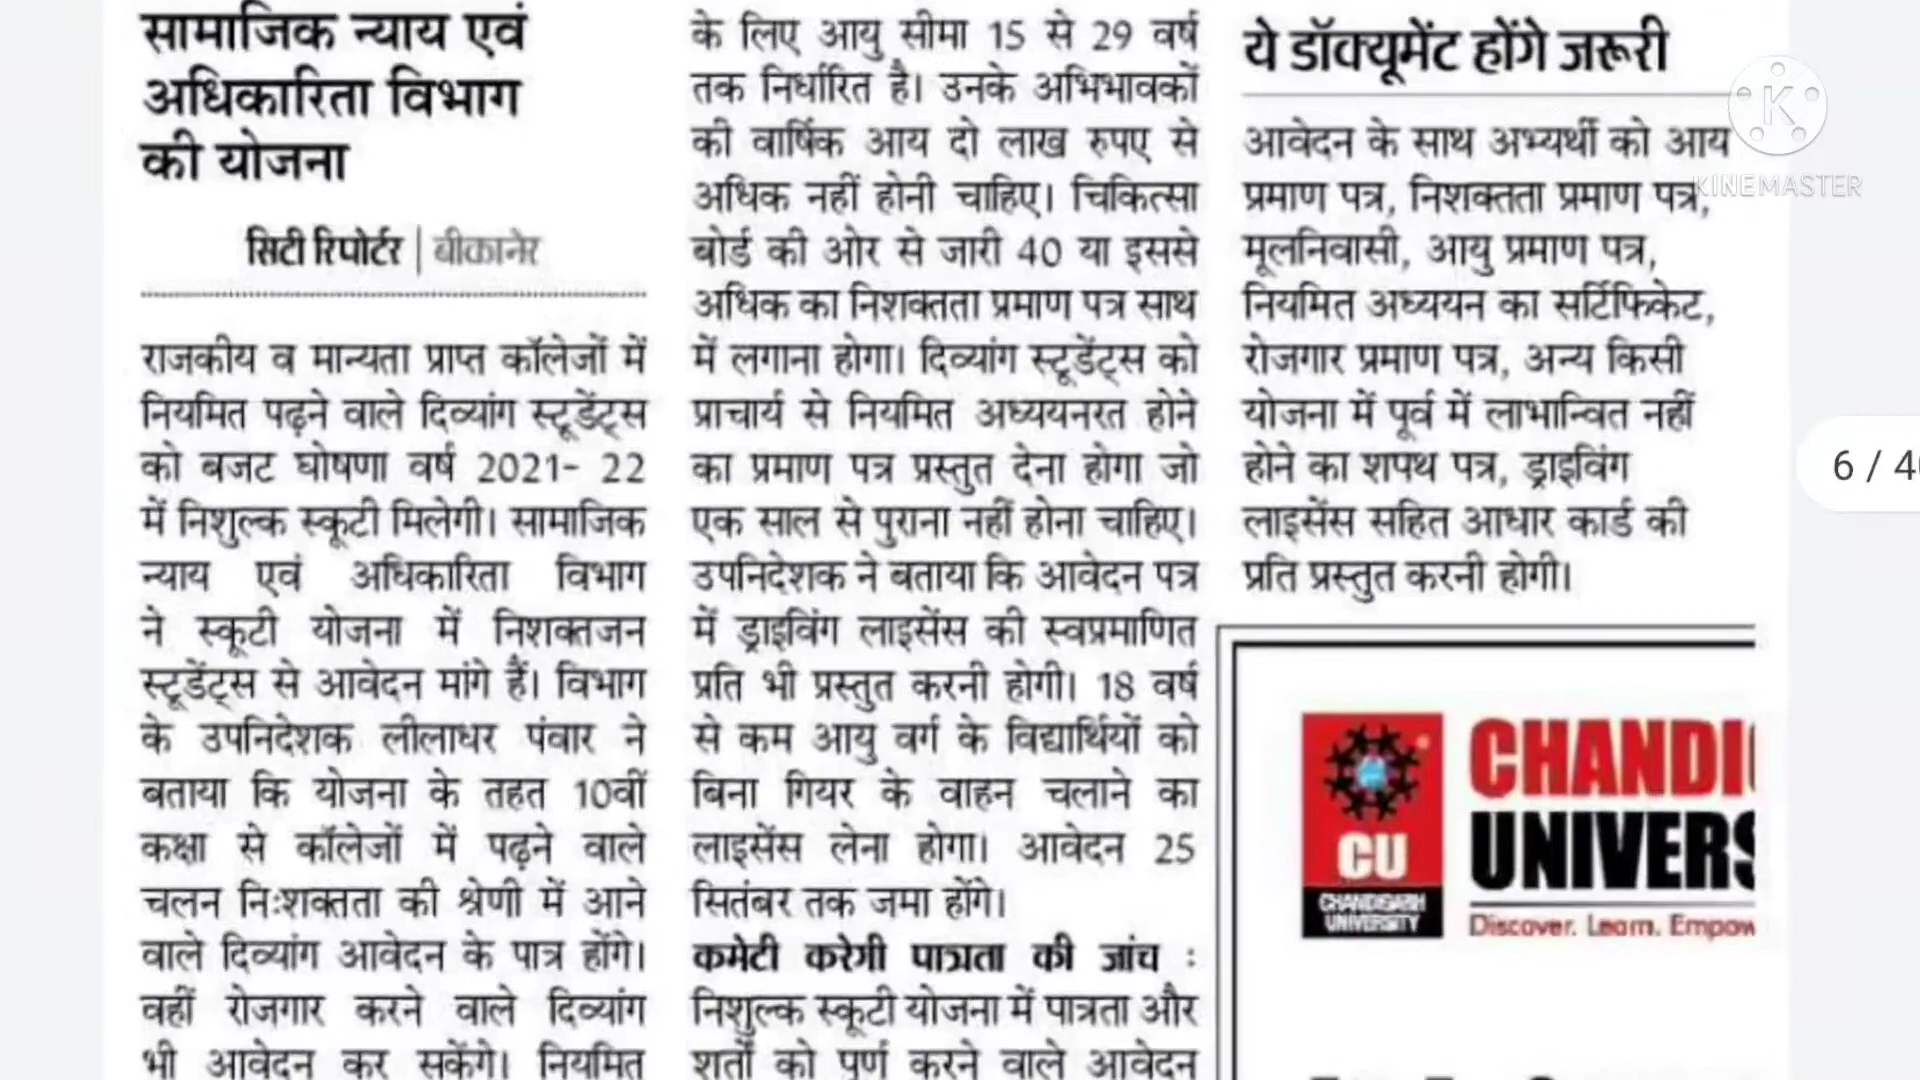 सामाजिक न्याय एवं
अधिकारिता विभाग
की योजना
सिटी रिपोर्टर | बीकानेर
राजकीय व मान्यता प्राप्त कॉलेजों में
नियमित पढ़ने वाले दिव्यांग स्टूडेंट्स
को बजट घोषणा वर्ष 2021- 22
में निशुल्क स्कूटी मिलेगी। सामाजिक
न्याय एवं अधिकारिता विभाग
ने स्कूटी योजना में निशक्तजन
स्टूडेंट्स से आवेदन मांगे हैं। विभाग
के उपनिदेशक लीलाधर पंवार ने
बताया कि योजना के तहत 10वीं
कक्षा से कॉलेजों में पढ़ने वाले
चलन निःशक्तता की श्रेणी में आने
वाले दिव्यांग आवेदन के पात्र होंगे।
वहीं रोजगार करने वाले दिव्यांग
भी आवेदन कर सकेंगे। नियमित
के लिए आयु सीमा 15 से 29 वर्ष
तक निर्धारित है। उनके अभिभावकों
की वार्षिक आय दो लाख रुपए से
अधिक नहीं होनी चाहिए। चिकित्सा
बोर्ड की ओर से जारी 40 या इससे
अधिक का निशक्तता प्रमाण पत्र साथ
में लगाना होगा। दिव्यांग स्टूडेंट्स को
प्राचार्य से नियमित अध्ययनरत होने
का प्रमाण पत्र प्रस्तुत देना होगा जो
एक साल से पुराना नहीं होना चाहिए।
उपनिदेशक ने बताया कि आवेदन पत्र
में ड्राइविंग लाइसेंस की स्वप्रमाणित
प्रति भी प्रस्तुत करनी होगी। 18 वर्ष
से कम आयु वर्ग के विद्यार्थियों को
बिना गियर के वाहन चलाने का
लाइसेंस लेना होगा। आवेदन 25
सितंबर तक जमा होंगे।
कमेटी करेगी पात्रता की जांच :
निशुल्क स्कूटी योजना में पात्रता और
शर्तों को पूर्ण करने वाले आवेदन
ये डॉक्यूमेंट होंगे जरूरी
आवेदन के साथ अभ्यर्थी को आय
प्रमाण पत्र, निशक्तता प्रमाण पत्र,
मूलनिवासी, आयु प्रमाण पत्र,
नियमित अध्ययन का सर्टिफिकेट,
रोजगार प्रमाण पत्र, अन्य किसी
योजना में पूर्व में लाभान्वित नहीं
होने का शपथ पत्र, ड्राइविंग
लाइसेंस सहित आधार कार्ड की
प्रति प्रस्तुत करनी होगी।
K
KINEMASTER
6 / 40
CU
CHANDIGARH
UNIVERSITY
CHANDI
UNIVERS
Discover. Learn. Empow